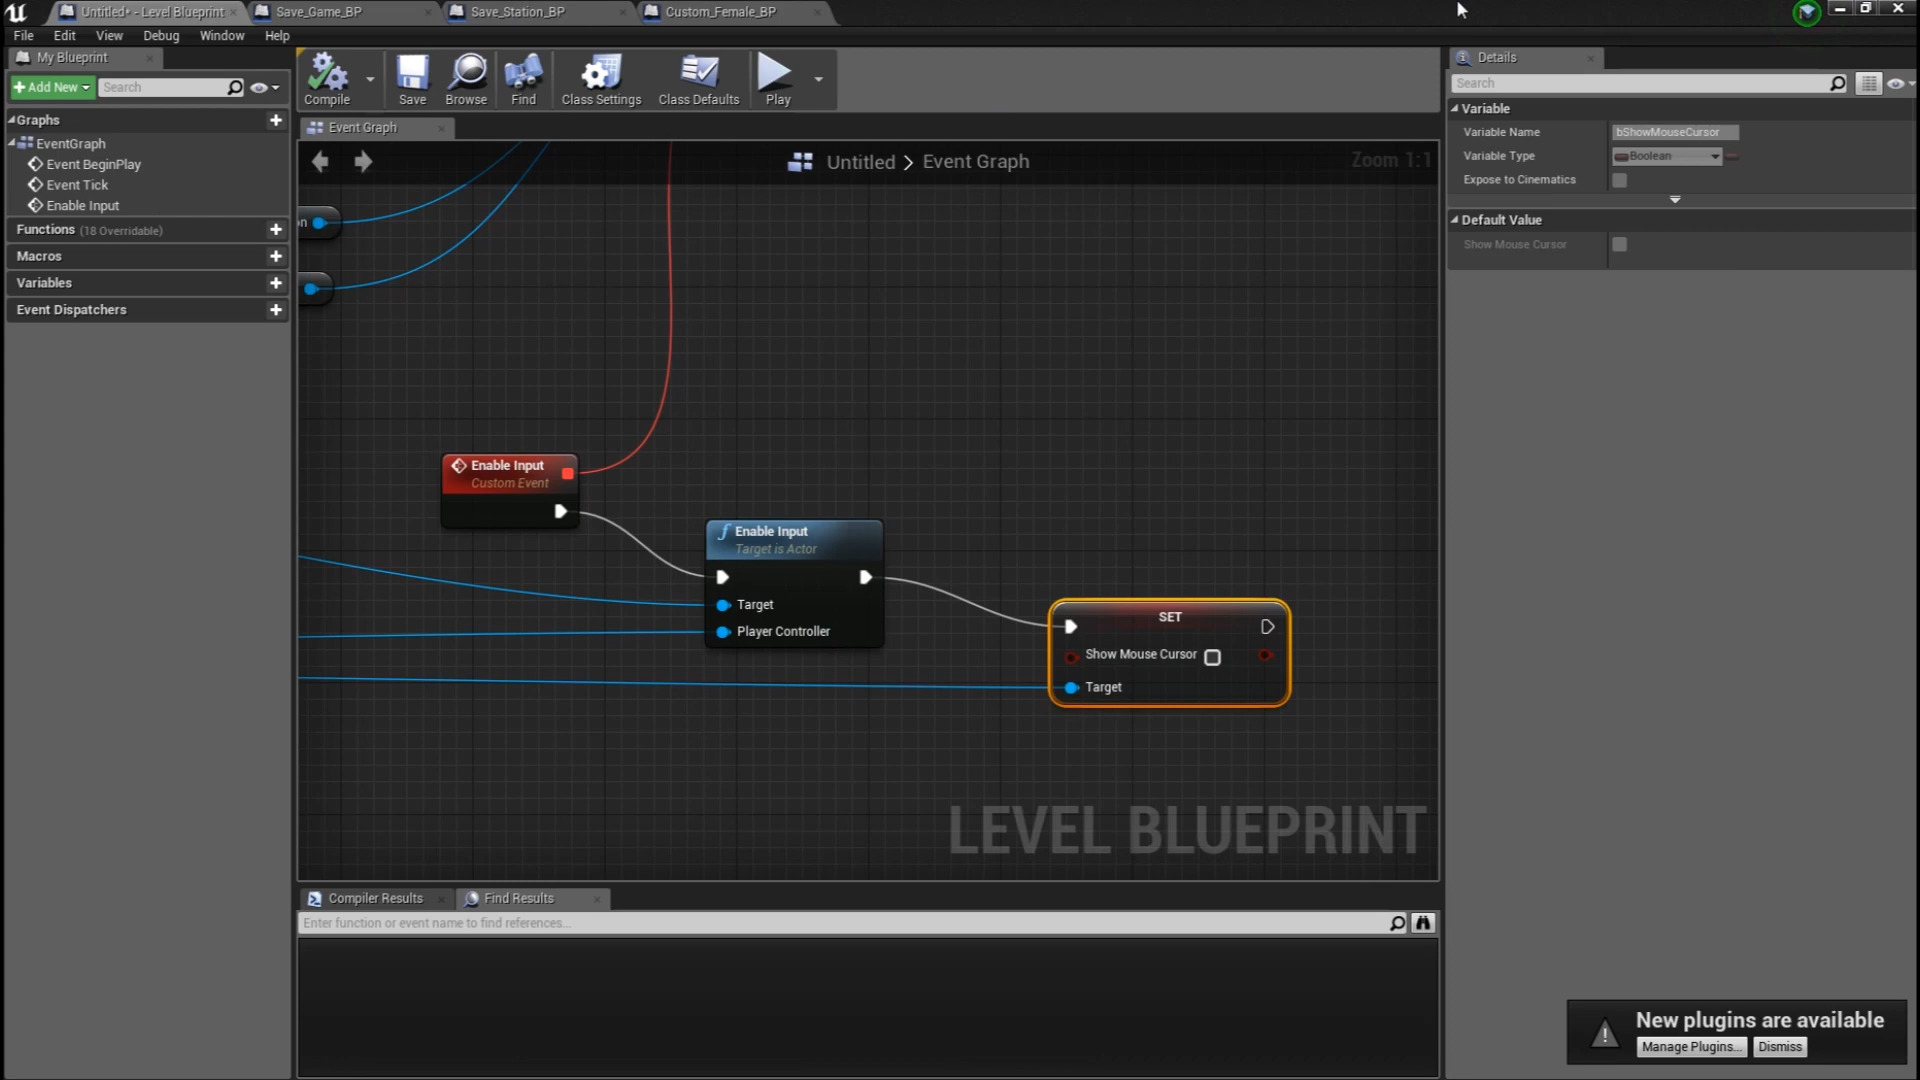 Untitled* - Level Blueprint
Save_Game_BP
Save_Station_BP
Custom_Female_BP
File
Edit
View
Debug
Window
Help
My Blueprint
Add New
Search
Compile
Save
Browse
Find
Class Settings
Class Defaults
Play
Graphs
EventGraph
Event BeginPlay
Event Tick
Enable Input
Functions (18 Overridable)
Macros
Variables
Event Dispatchers
Event Graph
Untitled > Event Graph
Zoom 1:1
on
Enable Input
Custom Event
Enable Input
Target is Actor
Target
Player Controller
SET
Show Mouse Cursor
Target
LEVEL BLUEPRINT
Compiler Results
Find Results
Enter function or event name to find references...
Details
Search
Variable
Variable Name
bShowMouseCursor
Variable Type
Boolean
Expose to Cinematics
Default Value
Show Mouse Cursor
New plugins are available
Manage Plugins...
Dismiss